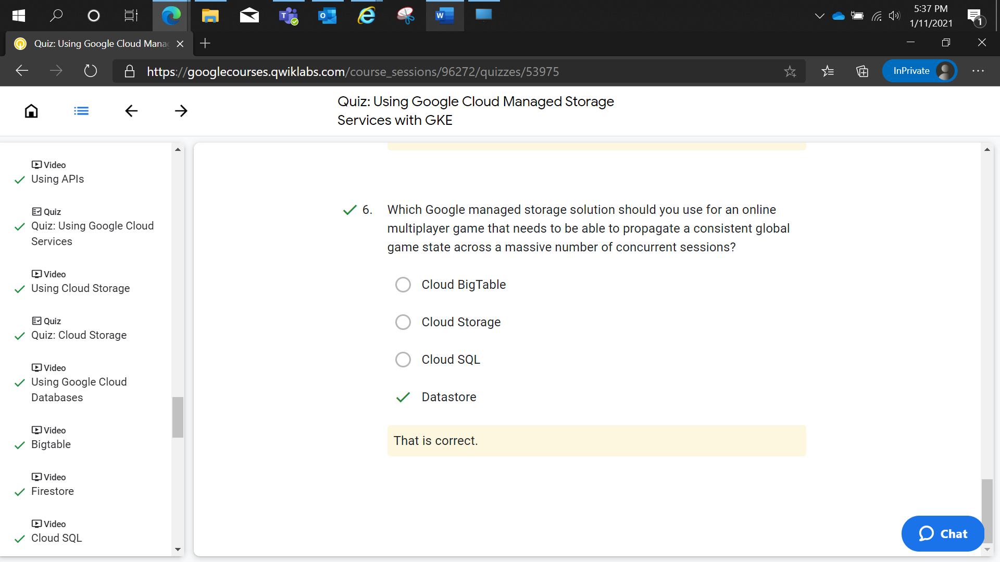 5:37 PM
1/11/2021
1
Quiz: Using Google Cloud Mana
https://googlecourses.qwiklabs.com/course_sessions/96272/quizzes/53975
InPrivate
Quiz: Using Google Cloud Managed Storage
Services with GKE
Video
Using APIs
Quiz
Quiz: Using Google Cloud
Services
Video
Using Cloud Storage
Quiz
Quiz: Cloud Storage
Video
Using Google Cloud
Databases
Video
Bigtable
Video
Firestore
Video
Cloud SQL
6. Which Google managed storage solution should you use for an online
multiplayer game that needs to be able to propagate a consistent global
game state across a massive number of concurrent sessions?
Cloud BigTable
Cloud Storage
Cloud SQL
Datastore
That is correct.
Chat